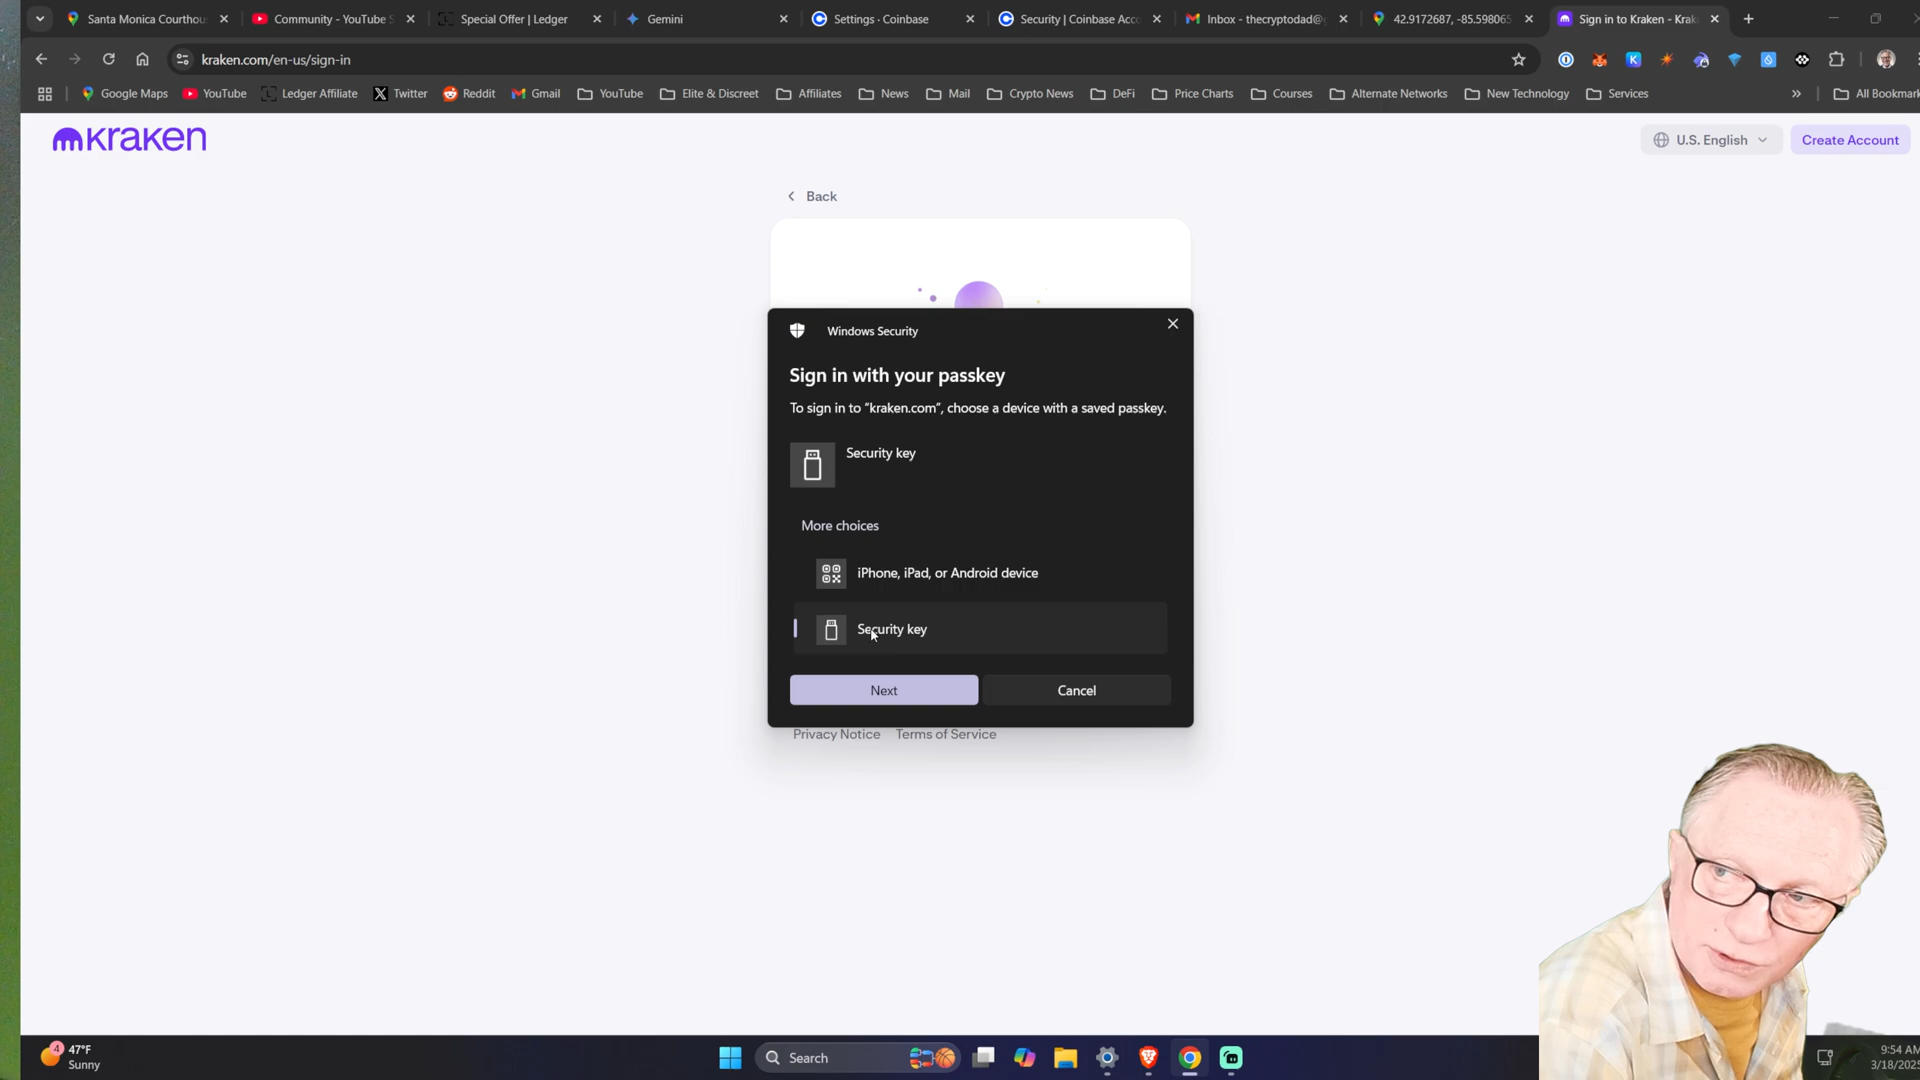 Santa Monica Courthou
Community - YouTube S
Special Offer | Ledger
Gemini
Settings - Coinbase
Security | Coinbase Acc
Inbox - thecryptodad@g
42.9172687, -85.598065
Sign in to Kraken - Krak
kraken.com/en-us/sign-in
Google Maps
YouTube
Ledger Affiliate
Twitter
Reddit
Gmail
YouTube
Elite & Discreet
Affiliates
News
Mail
Crypto News
DeFi
Price Charts
Courses
Alternate Networks
New Technology
Services
All Bookmark
kraken
U.S. English
Create Account
Back
Windows Security
Sign in with your passkey
To sign in to "kraken.com", choose a device with a saved passkey.
Security key
More choices
iPhone, iPad, or Android device
Security key
Next
Cancel
Privacy Notice
Terms of Service
4
47°F
Sunny
Search
9:54 AM
3/18/202